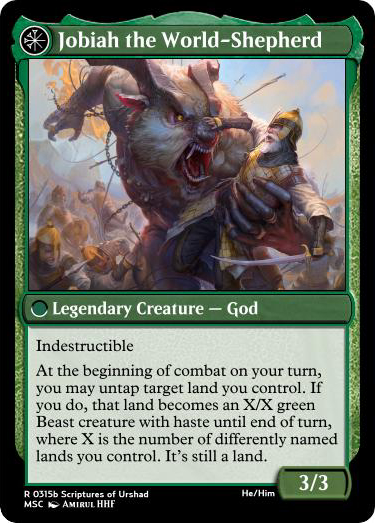 Jobiah the World-Shepherd
Legendary Creature — God
Indestructible
At the beginning of combat on your turn,
you may untap target land you control. If
you do, that land becomes an X/X green
Beast creature with haste until end of turn,
where X is the number of differently named
lands you control. It's still a land.
3/3
R 0315b Scriptures of Urshad
He/Him
MSC Amirul HHF